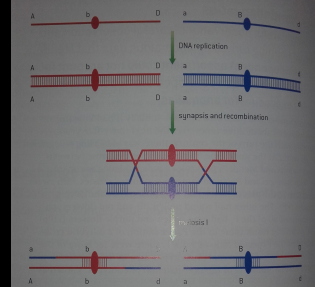 A b D a B c
DNA replication
A b D a B
A b D a B d
synapsis and recombination
a b B
A b d A B d